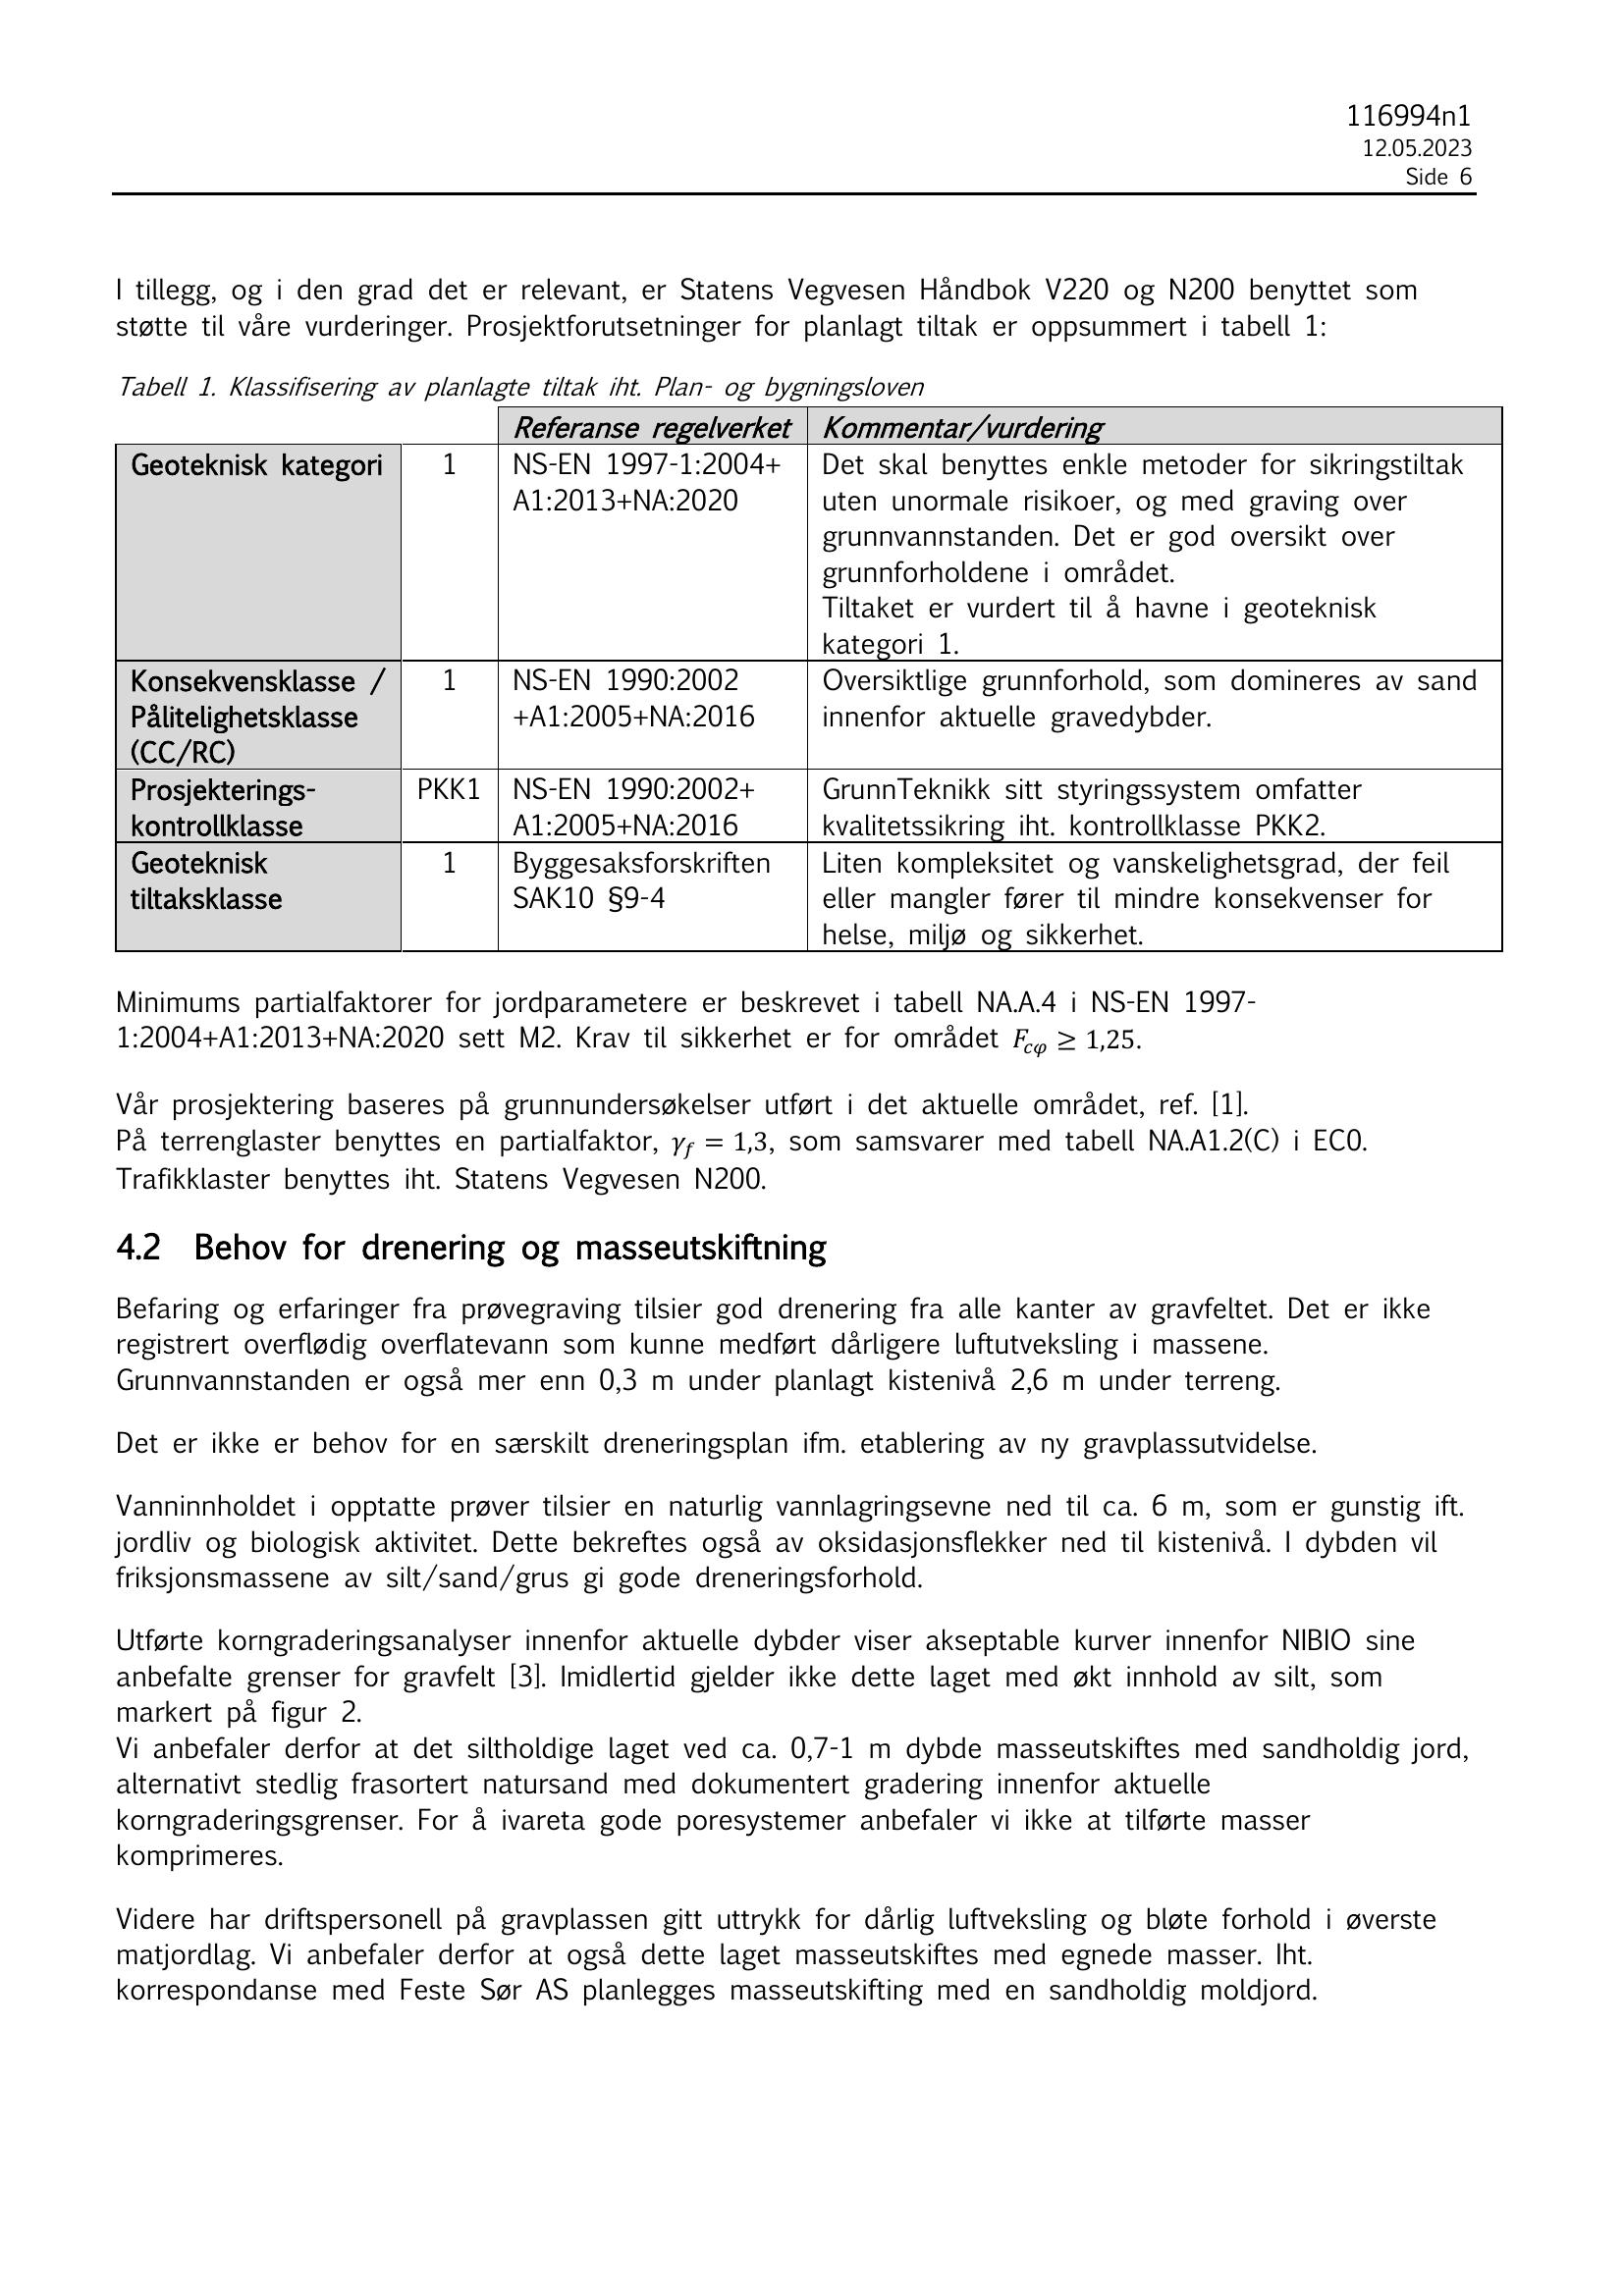 116994n1
12.05.2023
Side 6
I tillegg, og i den grad det er relevant, er Statens Vegvesen Håndbok V220 og N200 benyttet som
støtte til våre vurderinger. Prosjektforutsetninger for planlagt tiltak er oppsummert i tabell 1:
Tabell 1. Klassifisering av planlagte tiltak iht. Plan- og bygningsloven
Referanse regelverket Kommentar/vurdering
Geoteknisk kategori 1 NS-EN 1997-1:2004+ Det skal benyttes enkle metoder for sikringstiltak
A1:2013+NA:2020 uten unormale risikoer, og med graving over
grunnvannstanden. Det er god oversikt over
grunnforholdene i området.
Tiltaket er vurdert til å havne i geoteknisk
kategori 1.
Konsekvensklasse / 1 NS-EN 1990:2002 Oversiktlige grunnforhold, som domineres av sand
Pålitelighetsklasse +A1:2005+NA:2016 innenfor aktuelle gravedybder.
(CC/RC)
Prosjekterings- PKK1 NS-EN 1990:2002+ GrunnTeknikk sitt styringssystem omfatter
kontrollklasse A1:2005+NA:2016 kvalitetssikring iht. kontrollklasse PKK2.
Geoteknisk 1 Byggesaksforskriften Liten kompleksitet og vanskelighetsgrad, der feil
tiltaksklasse SAK10 §9-4 eller mangler fører til mindre konsekvenser for
helse, miljø og sikkerhet.
Minimums partialfaktorer for jordparametere er beskrevet i tabell NA.A.4 i NS-EN 1997-
1:2004+A1:2013+NA:2020 sett M2. Krav til sikkerhet er for området F_cφ ≥ 1,25.
Vår prosjektering baseres på grunnundersøkelser utført i det aktuelle området, ref. [1].
På terrenglaster benyttes en partialfaktor, γ_f = 1,3, som samsvarer med tabell NA.A1.2(C) i EC0.
Trafikklaster benyttes iht. Statens Vegvesen N200.
4.2 Behov for drenering og masseutskiftning
Befaring og erfaringer fra prøvegraving tilsier god drenering fra alle kanter av gravfeltet. Det er ikke
registrert overflødig overflatevann som kunne medført dårligere luftutveksling i massene.
Grunnvannstanden er også mer enn 0,3 m under planlagt kistenivå 2,6 m under terreng.
Det er ikke er behov for en særskilt dreneringsplan ifm. etablering av ny gravplassutvidelse.
Vanninnholdet i opptatte prøver tilsier en naturlig vannlagringsevne ned til ca. 6 m, som er gunstig ift.
jordliv og biologisk aktivitet. Dette bekreftes også av oksidasjonsflekker ned til kistenivå. I dybden vil
friksjonsmassene av silt/sand/grus gi gode dreneringsforhold.
Utførte korngraderingsanalyser innenfor aktuelle dybder viser akseptable kurver innenfor NIBIO sine
anbefalte grenser for gravfelt [3]. Imidlertid gjelder ikke dette laget med økt innhold av silt, som
markert på figur 2.
Vi anbefaler derfor at det siltholdige laget ved ca. 0,7-1 m dybde masseutskiftes med sandholdig jord,
alternativt stedlig frasortert natursand med dokumentert gradering innenfor aktuelle
korngraderingsgrenser. For å ivareta gode poresystemer anbefaler vi ikke at tilførte masser
komprimeres.
Videre har driftspersonell på gravplassen gitt uttrykk for dårlig luftveksling og bløte forhold i øverste
matjordlag. Vi anbefaler derfor at også dette laget masseutskiftes med egnede masser. Iht.
korrespondanse med Feste Sør AS planlegges masseutskifting med en sandholdig moldjord.